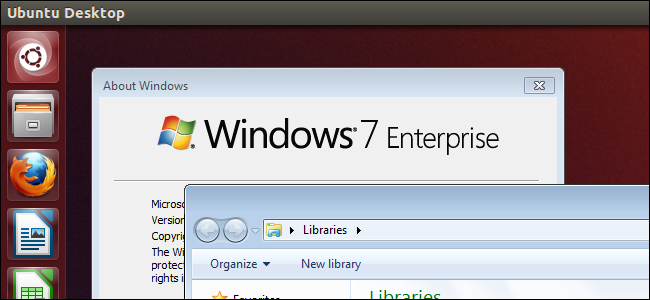 Ubuntu Desktop
About Windows
Windows® 7 Enterprise
Microso
Version
Copyrig
The Wi
protect
rights i
Libraries
Organize
New library
Favorites
Libraries